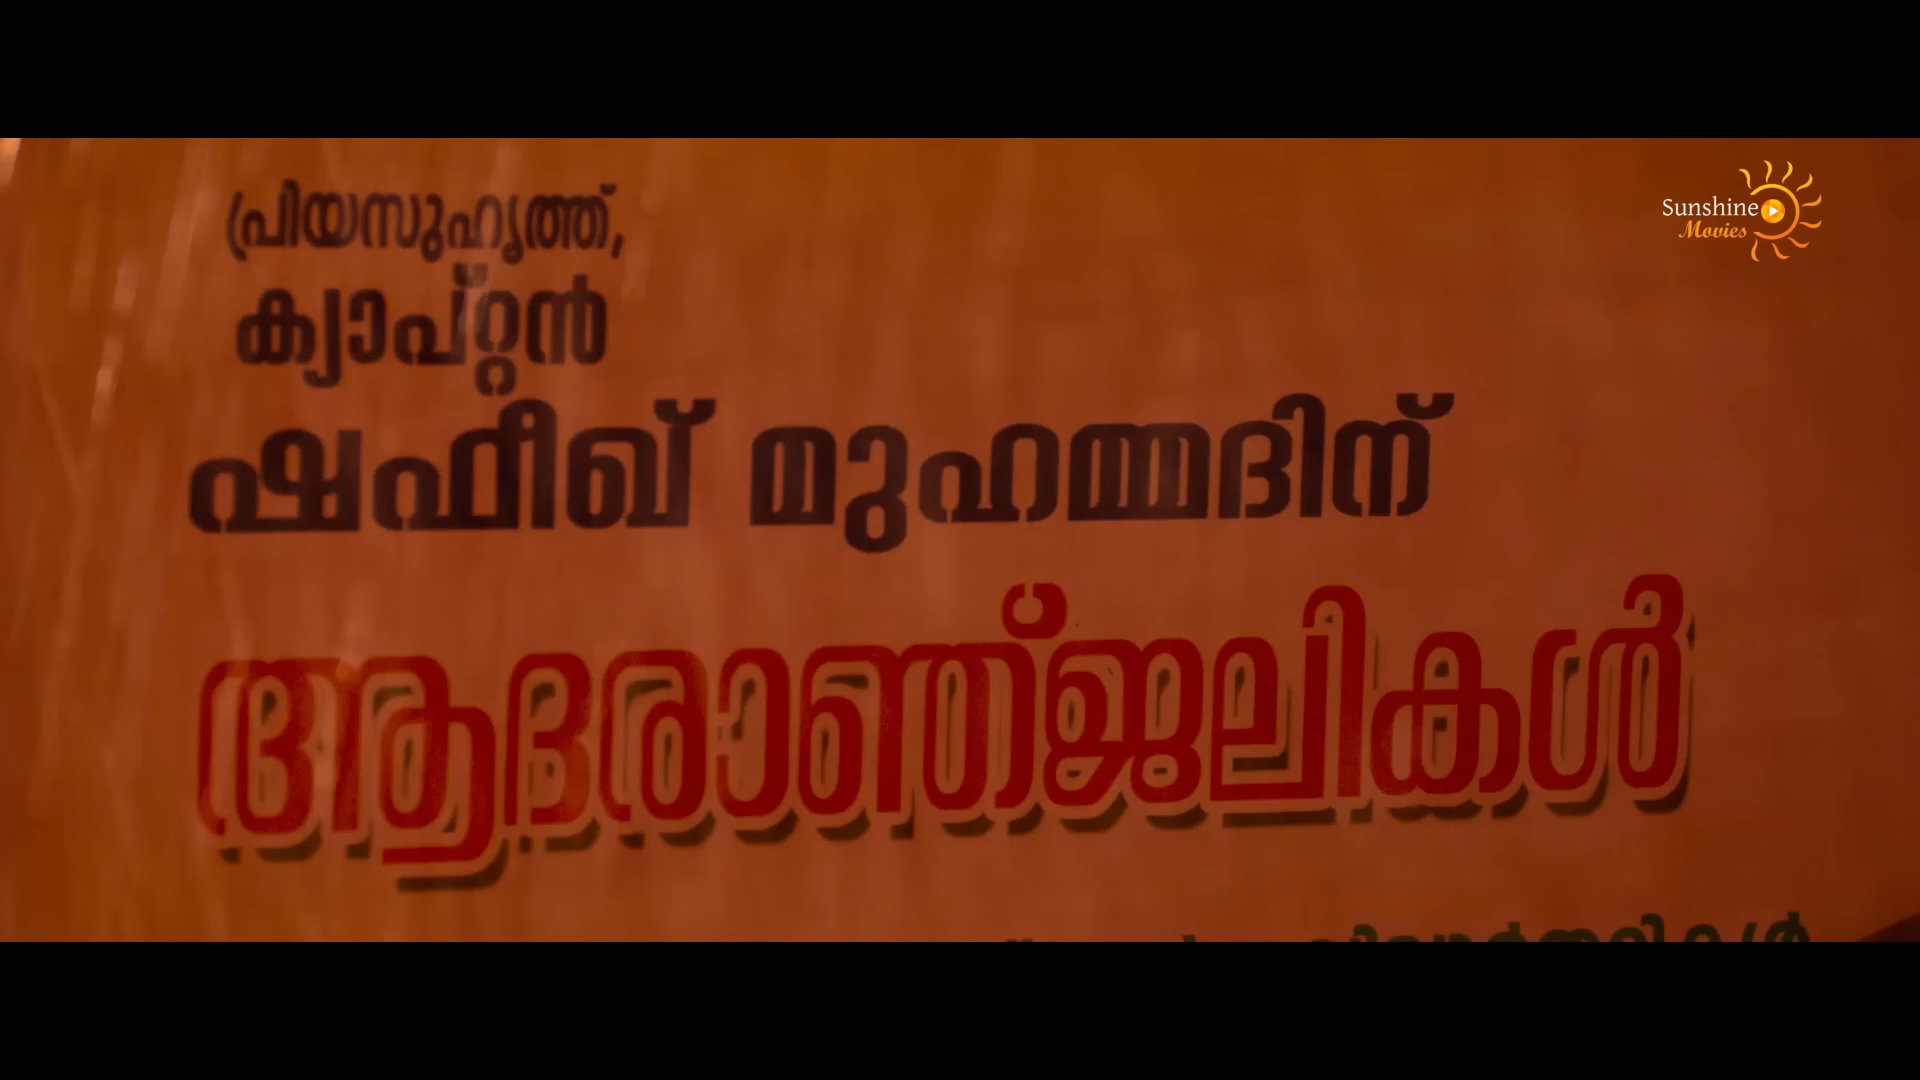 Sunshine
Movies
പ്രിയസുഹൃത്ത്,
ക്യാപ്റ്റൻ
ഷഫീഖ് മുഹമ്മദിന്
ആദരാഞ്ജലികൾ